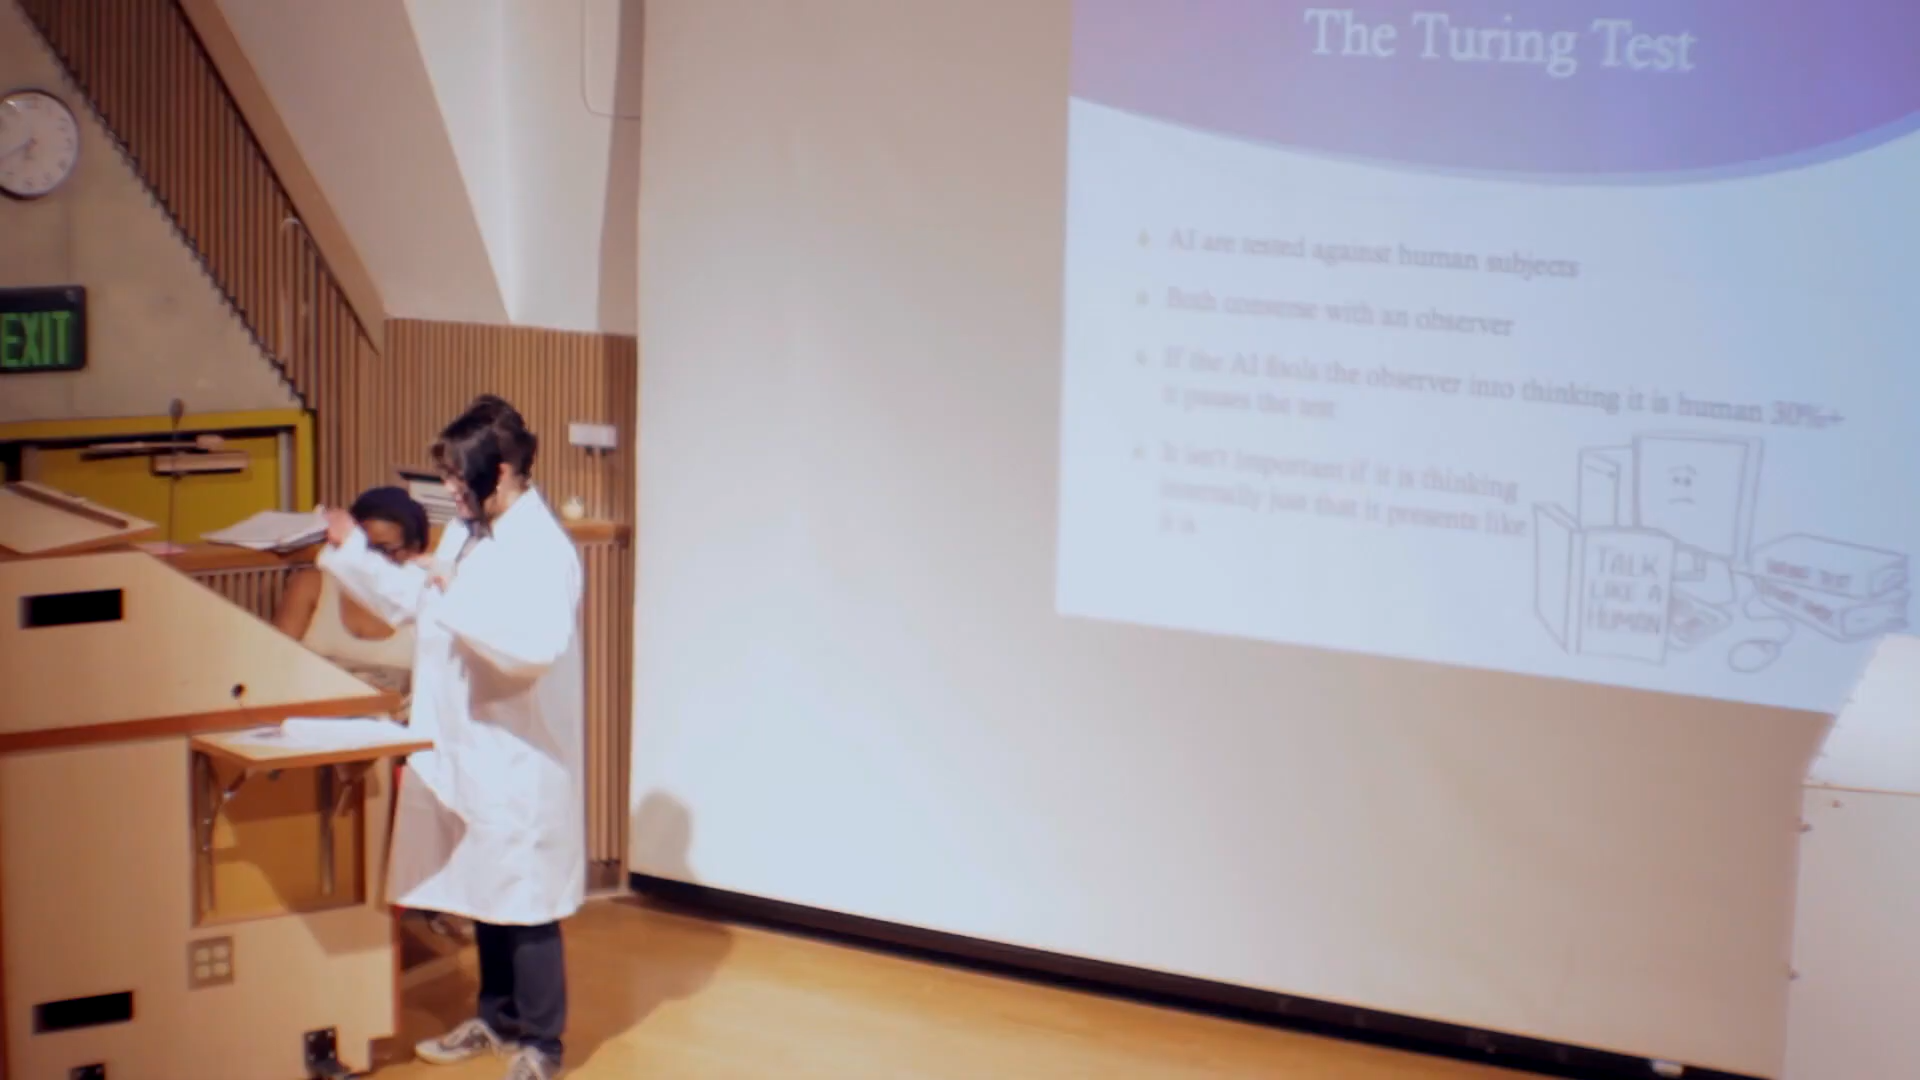 The Turing Test
EXIT
AI are tested against human subjects
Both converse with an observer
If the AI fools the observer into thinking it is human 30%+
it passes the test
It isn't important if it is thinking
internally just that it presents like
it is
TALK
LIKE A
HUMAN